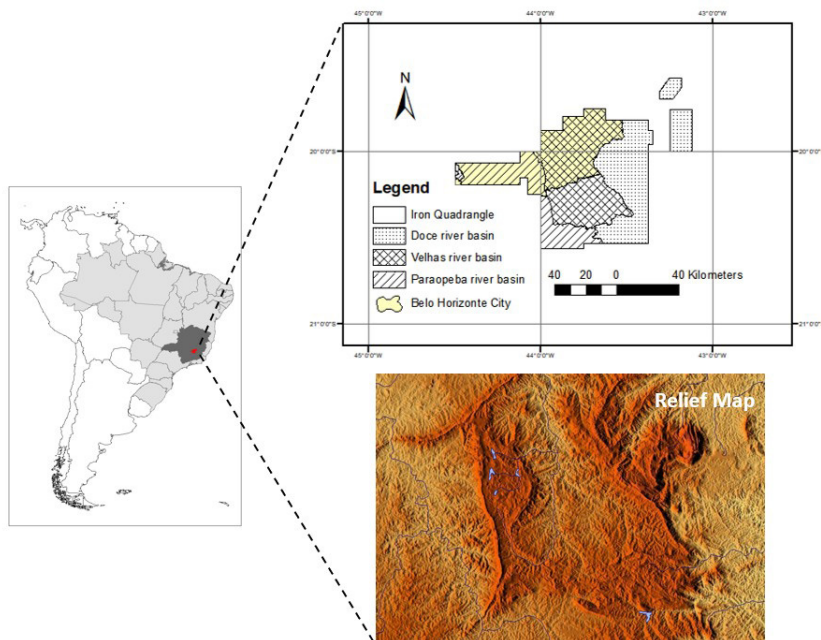 45°0'0"W
44°0'0"W
43°0'0"W
N
20°0'0"S
20°0'0"S
Legend
Iron Quadrangle
Doce river basin
Velhas river basin
Paraopeba river basin
Belo Horizonte City
40 20 0 40 Kilometers
21°0'0"S
21°0'0"S
45°0'0"W
44°0'0"W
43°0'0"W
Relief Map